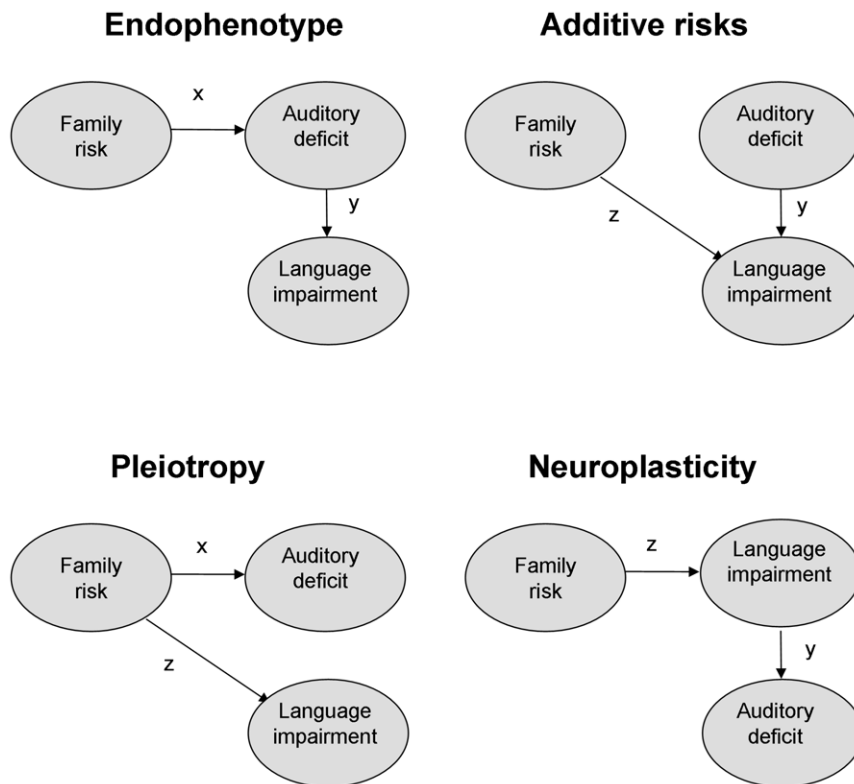 Endophenotype
x
Family
risk
Auditory
deficit
y
Language
impairment
Additive risks
Family
risk
Auditory
deficit
z
y
Language
impairment
Pleiotropy
Family
risk
x
Auditory
deficit
z
Language
impairment
Neuroplasticity
Family
risk
z
Language
impairment
y
Auditory
deficit